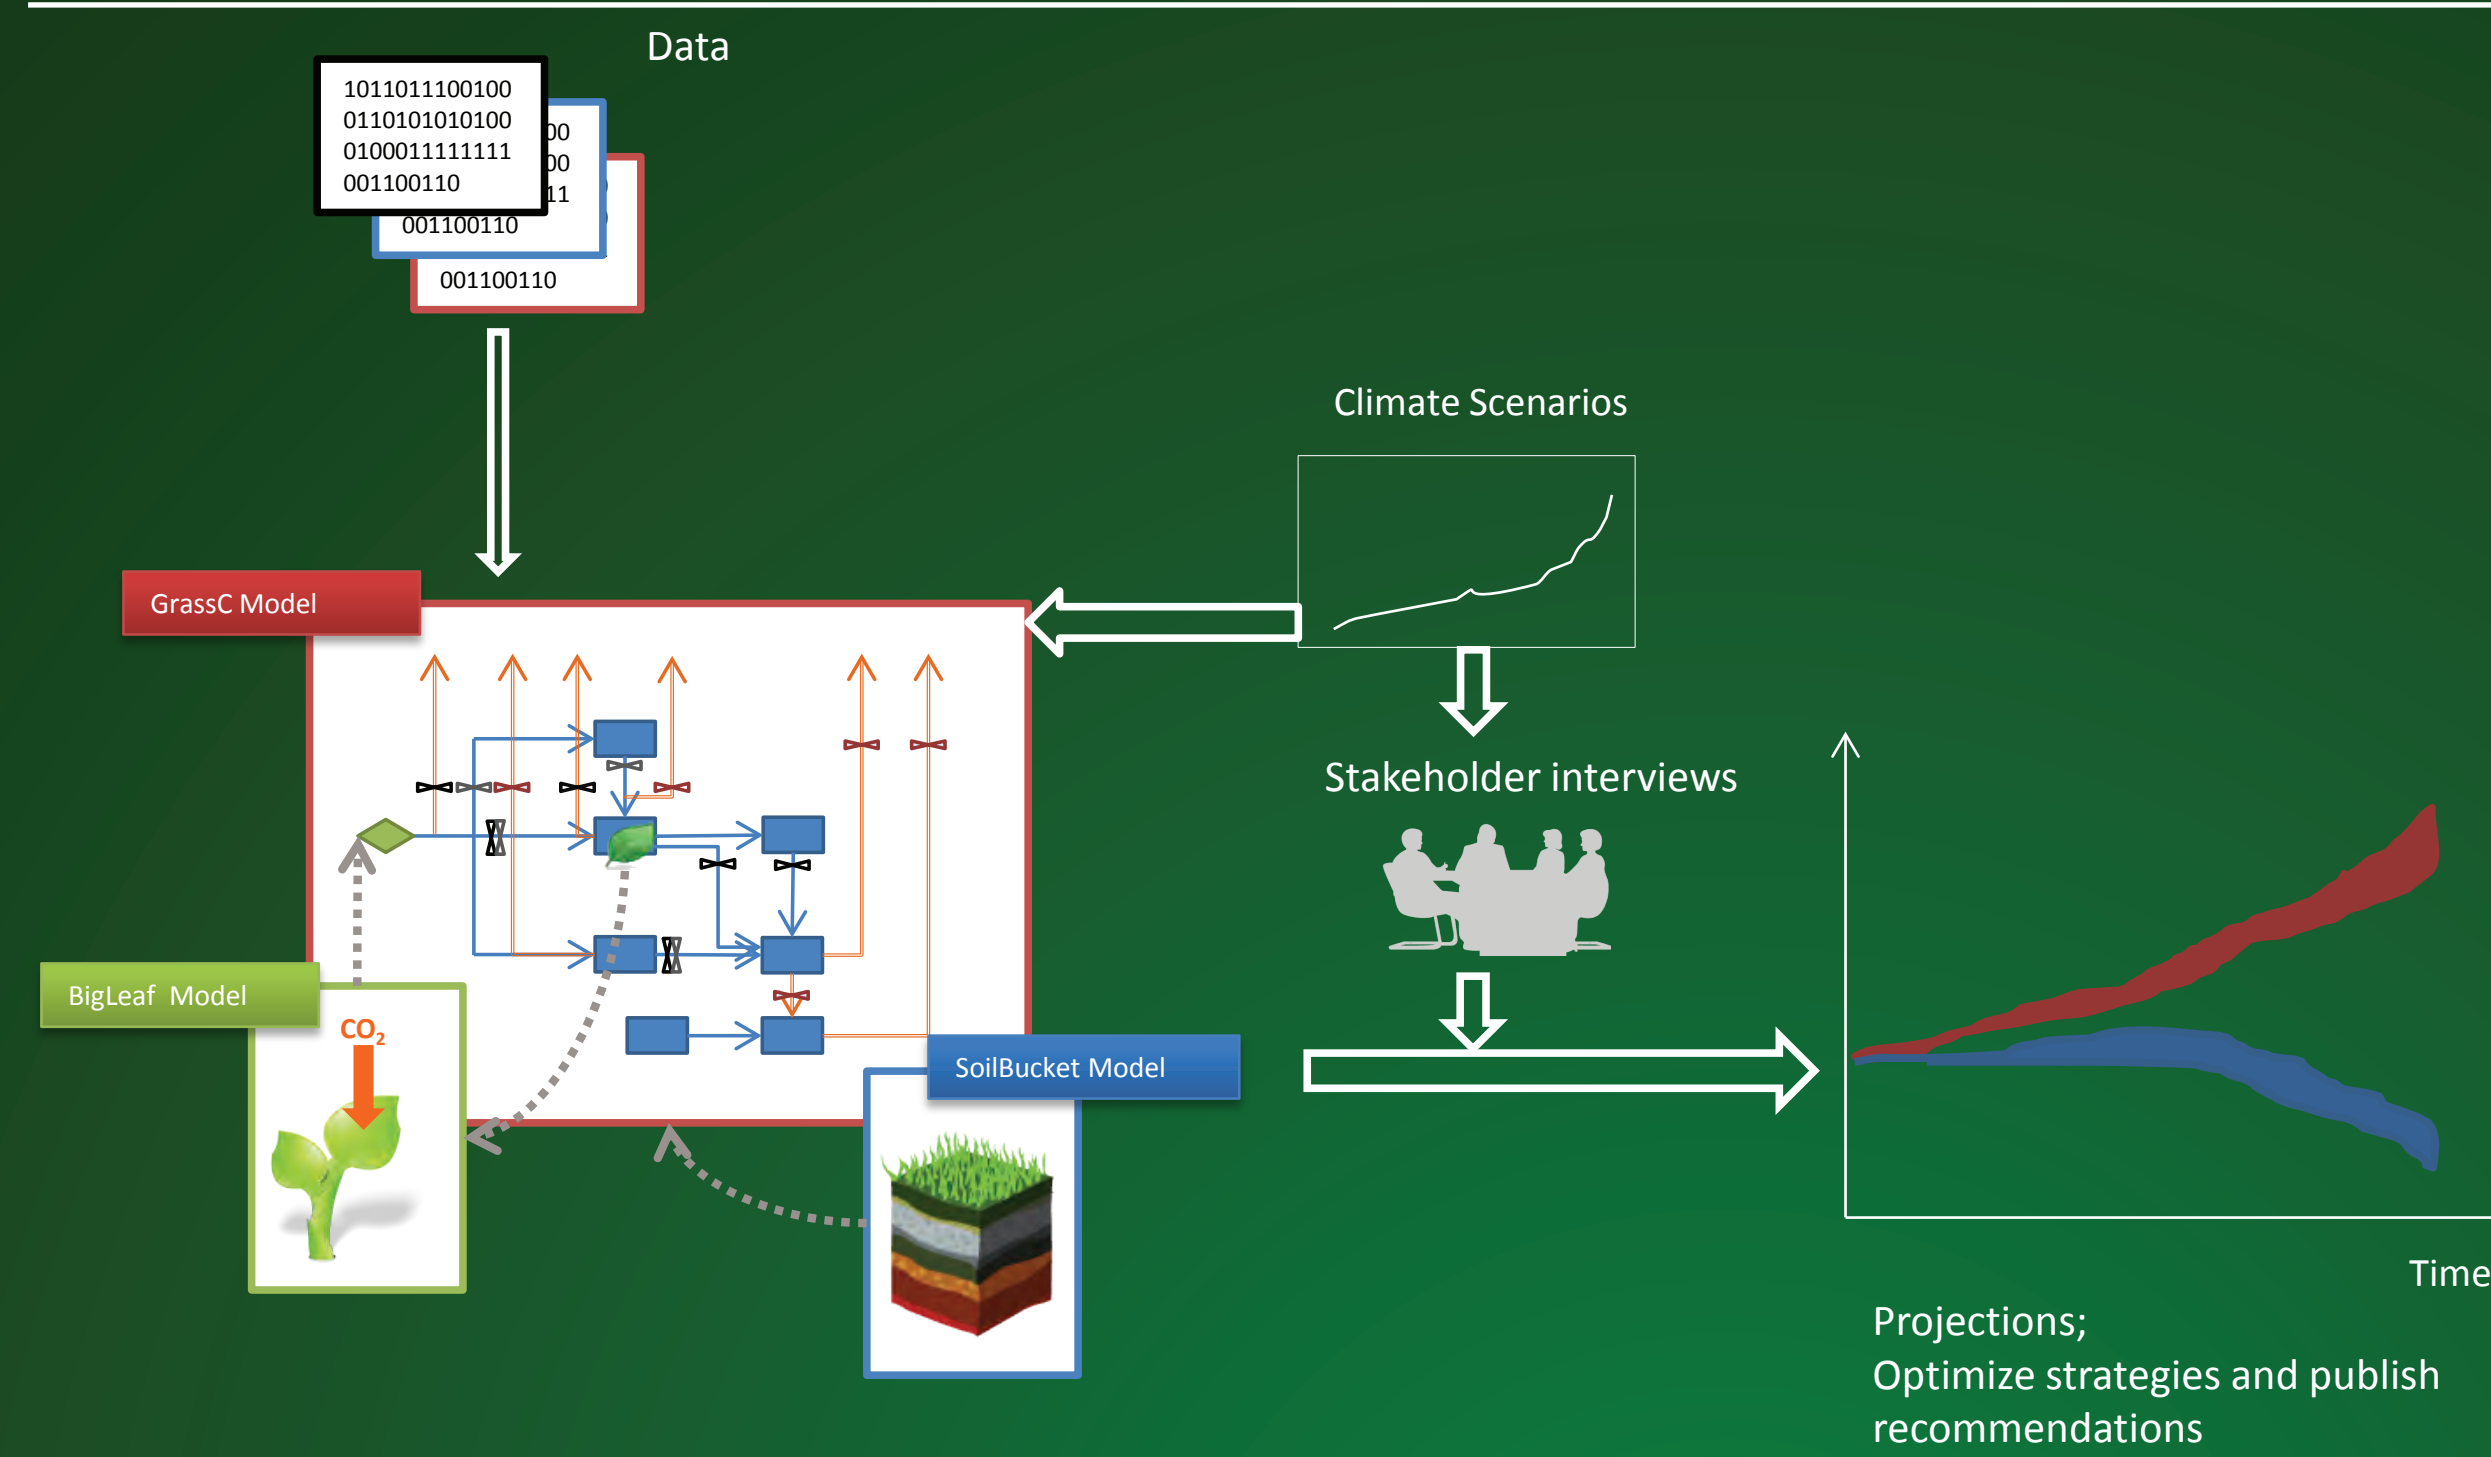 Data
1011011100100
0110101010100
0100011111111
001100110
00
00
11
001100110
001100110
Climate Scenarios
GrassC Model
Stakeholder interviews
BigLeaf Model
CO₂
SoilBucket Model
Time
Projections;
Optimize strategies and publish
recommendations